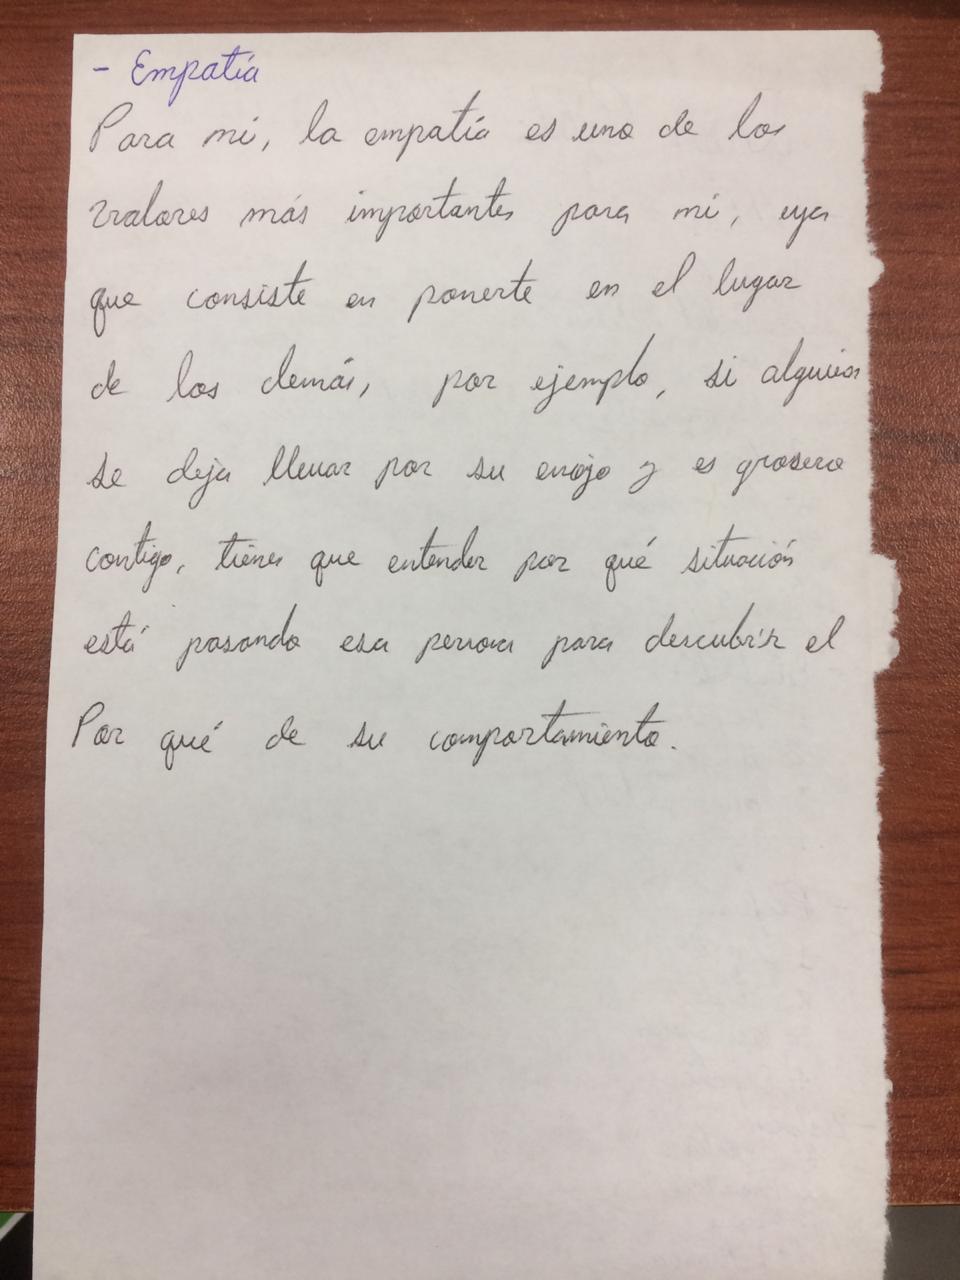 - Empatía
Para mí, la empatía es uno de los
valores más importantes para mí, ya
que consiste en ponerte en el lugar
de los demás, por ejemplo, si alguien
se deja llevar por su enojo y es grosero
contigo, tienes que entender por qué situación
está pasando esa persona para descubrir el
Por qué de su comportamiento.